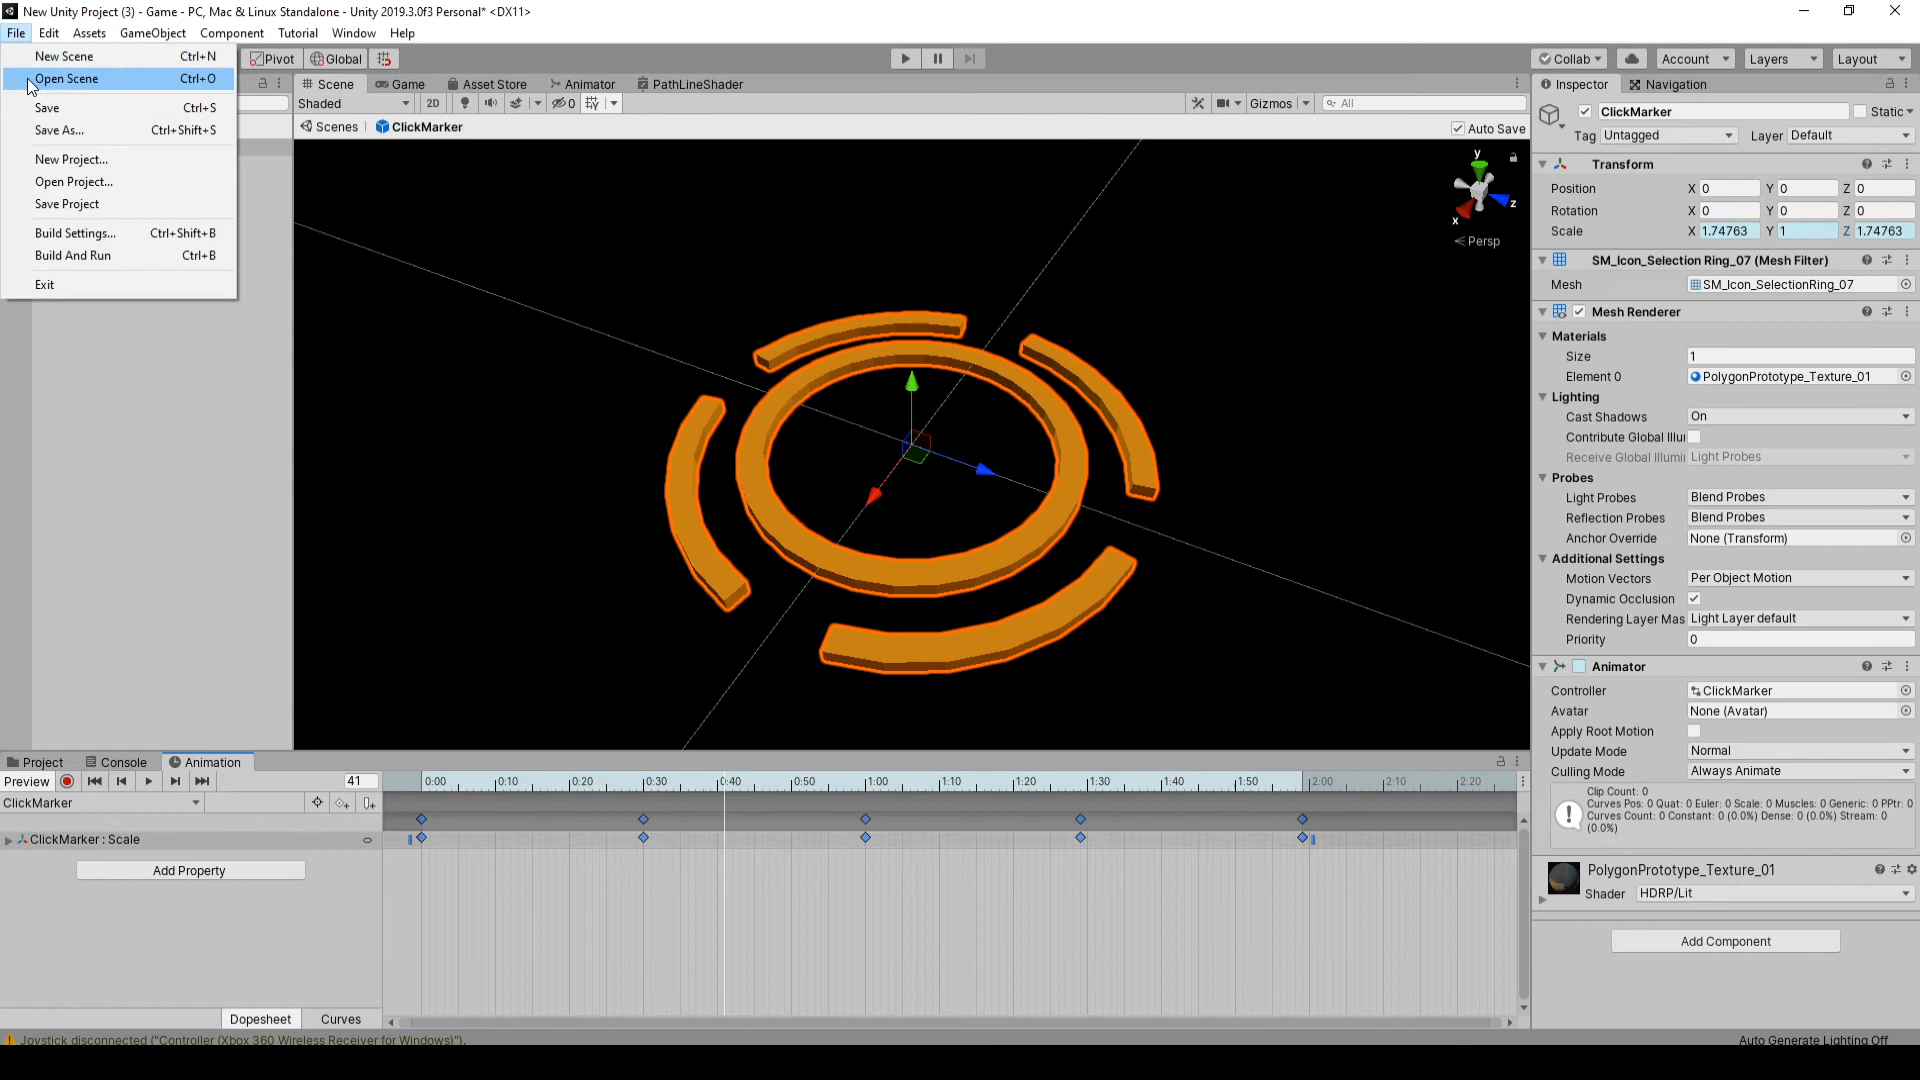 New Unity Project (3) - Game - PC, Mac & Linux Standalone - Unity 2019.3.0f3 Personal* <DX11>
File Edit Assets GameObject Component Tutorial Window Help
New Scene Ctrl+N
Open Scene Ctrl+O
Save Ctrl+S
Save As... Ctrl+Shift+S
New Project...
Open Project...
Save Project
Build Settings... Ctrl+Shift+B
Build And Run Ctrl+B
Exit
Pivot Global
Collab Account Layers Layout
Scene Game Asset Store Animator PathLineShader
Shaded 2D 0 Gizmos All
Scenes ClickMarker Auto Save
y
x
z
Persp
Inspector Navigation
ClickMarker Static
Tag Untagged Layer Default
Transform
Position X 0 Y 0 Z 0
Rotation X 0 Y 0 Z 0
Scale X 1.74763 Y 1 Z 1.74763
SM_Icon_Selection Ring_07 (Mesh Filter)
Mesh SM_Icon_SelectionRing_07
Mesh Renderer
Materials
Size 1
Element 0 PolygonPrototype_Texture_01
Lighting
Cast Shadows On
Contribute Global Illu
Receive Global Illumin Light Probes
Probes
Light Probes Blend Probes
Reflection Probes Blend Probes
Anchor Override None (Transform)
Additional Settings
Motion Vectors Per Object Motion
Dynamic Occlusion
Rendering Layer Mas Light Layer default
Priority 0
Animator
Controller ClickMarker
Avatar None (Avatar)
Apply Root Motion
Update Mode Normal
Culling Mode Always Animate
Clip Count: 0
Curves Pos: 0 Quat: 0 Euler: 0 Scale: 0 Muscles: 0 Generic: 0 PPtr: 0
Curves Count: 0 Constant: 0 (0.0%) Dense: 0 (0.0%) Stream: 0
(0.0%)
PolygonPrototype_Texture_01
Shader HDRP/Lit
Add Component
Project Console Animation
Preview 41 0:00 0:10 0:20 0:30 0:40 0:50 1:00 1:10 1:20 1:30 1:40 1:50 2:00 2:10 2:20
ClickMarker
ClickMarker : Scale
Add Property
Dopesheet Curves
Joystick disconnected ("Controller (Xbox 360 Wireless Receiver for Windows)").
Auto Generate Lighting Off